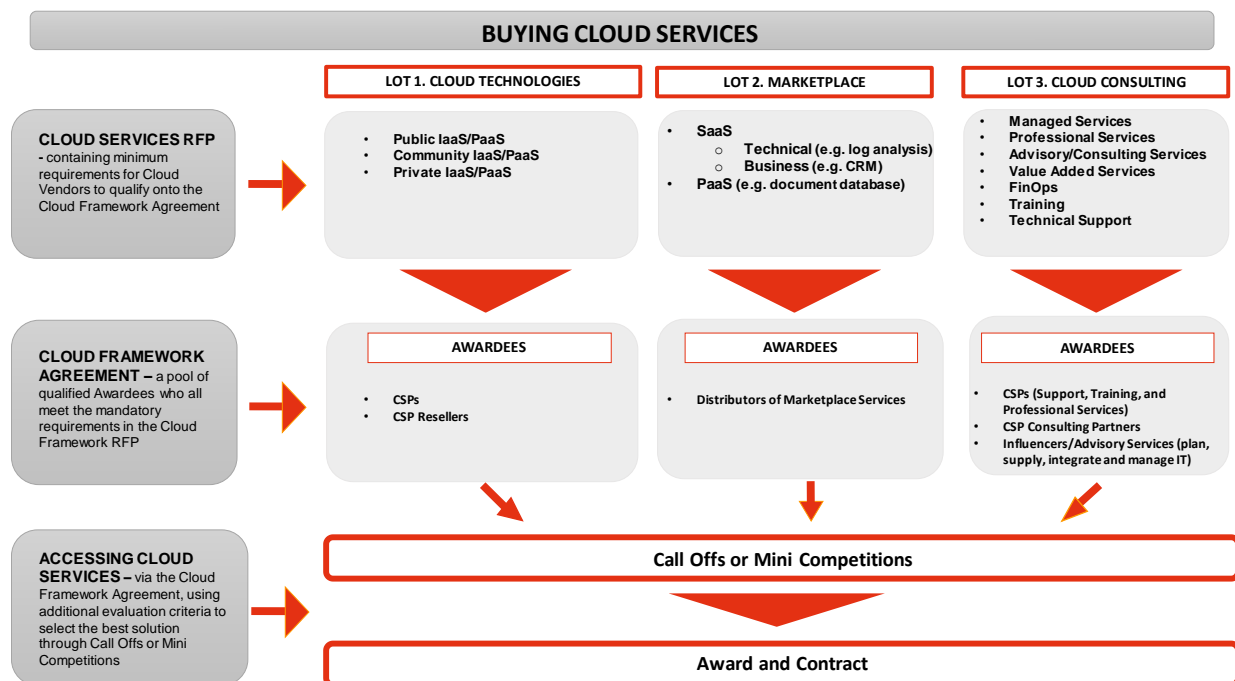 BUYING CLOUD SERVICES
LOT 1. CLOUD TECHNOLOGIES
LOT 2. MARKETPLACE
LOT 3. CLOUD CONSULTING
CLOUD SERVICES RFP
- containing minimum
requirements for Cloud
Vendors to qualify onto the
Cloud Framework Agreement
• Public IaaS/PaaS
• Community IaaS/PaaS
• Private IaaS/PaaS
• SaaS
o Technical (e.g. log analysis)
o Business (e.g. CRM)
• PaaS (e.g. document database)
• Managed Services
• Professional Services
• Advisory/Consulting Services
• Value Added Services
• FinOps
• Training
• Technical Support
CLOUD FRAMEWORK
AGREEMENT – a pool of
qualified Awardees who all
meet the mandatory
requirements in the Cloud
Framework RFP
AWARDEES
• CSPs
• CSP Resellers
AWARDEES
• Distributors of Marketplace Services
AWARDEES
• CSPs (Support, Training, and
Professional Services)
• CSP Consulting Partners
• Influencers/Advisory Services (plan,
supply, integrate and manage IT)
ACCESSING CLOUD
SERVICES – via the Cloud
Framework Agreement, using
additional evaluation criteria to
select the best solution
through Call Offs or Mini
Competitions
Call Offs or Mini Competitions
Award and Contract